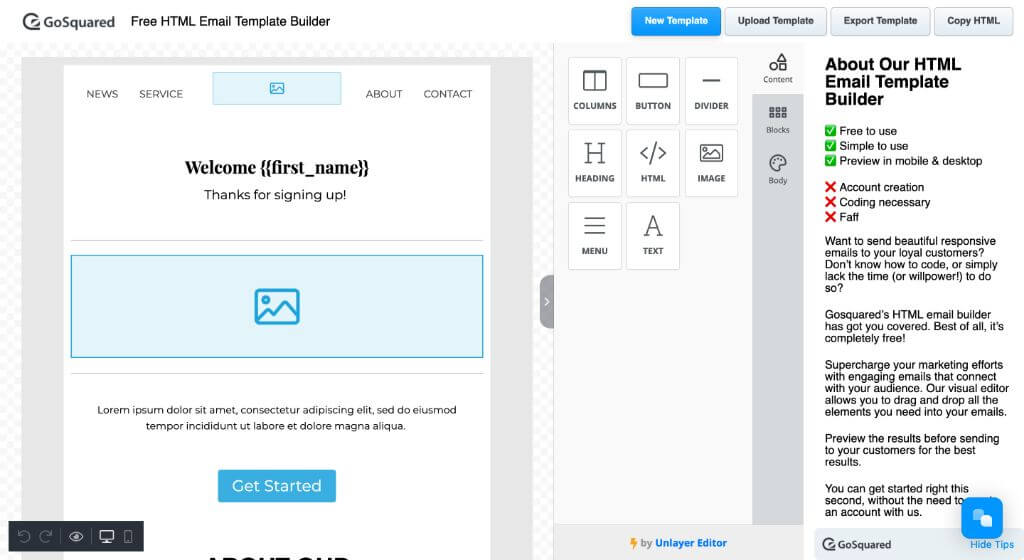 GoSquared
Free HTML Email Template Builder
New Template
Upload Template
Export Template
Copy HTML
NEWS
SERVICE
ABOUT
CONTACT
Welcome {{first_name}}
Thanks for signing up!
Lorem ipsum dolor sit amet, consectetur adipiscing elit, sed do eiusmod
tempor incididunt ut labore et dolore magna aliqua.
Get Started
ABOUT OUR
COLUMNS
BUTTON
DIVIDER
HEADING
HTML
IMAGE
MENU
TEXT
by Unlayer Editor
Content
Blocks
Body
About Our HTML
Email Template
Builder
Free to use
Simple to use
Preview in mobile & desktop
Account creation
Coding necessary
Faff
Want to send beautiful responsive
emails to your loyal customers?
Don't know how to code, or simply
lack the time (or willpower!) to do
so?
Gosquared's HTML email builder
has got you covered. Best of all, it's
completely free!
Supercharge your marketing efforts
with engaging emails that connect
with your audience. Our visual editor
allows you to drag and drop all the
elements you need into your emails.
Preview the results before sending
to your customers for the best
results.
You can get started right this
second, without the need to
an account with us.
GoSquared
Hide Tips